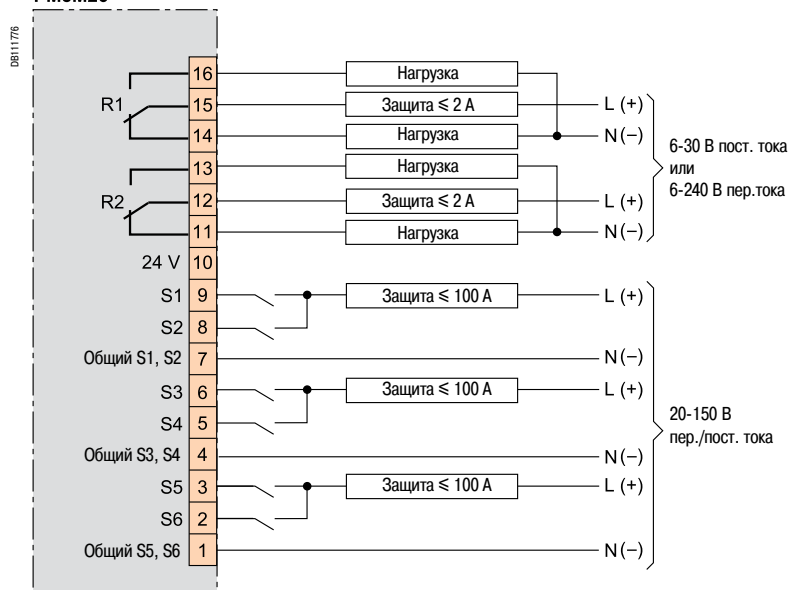 DB111776
16 Нагрузка
R1 15 Защита ⩽ 2 А L (+)
14 Нагрузка N(–)
6-30 В пост. тока
или
6-240 В пер.тока
13 Нагрузка
R2 12 Защита ⩽ 2 А L (+)
11 Нагрузка N(–)
24 V 10
S1 9 Защита ⩽ 100 А L (+)
S2 8
Общий S1, S2 7 N(–)
S3 6 Защита ⩽ 100 А L (+)
S4 5
20-150 В
пер./пост. тока
Общий S3, S4 4 N(–)
S5 3 Защита ⩽ 100 А L (+)
S6 2
Общий S5, S6 1 N(–)